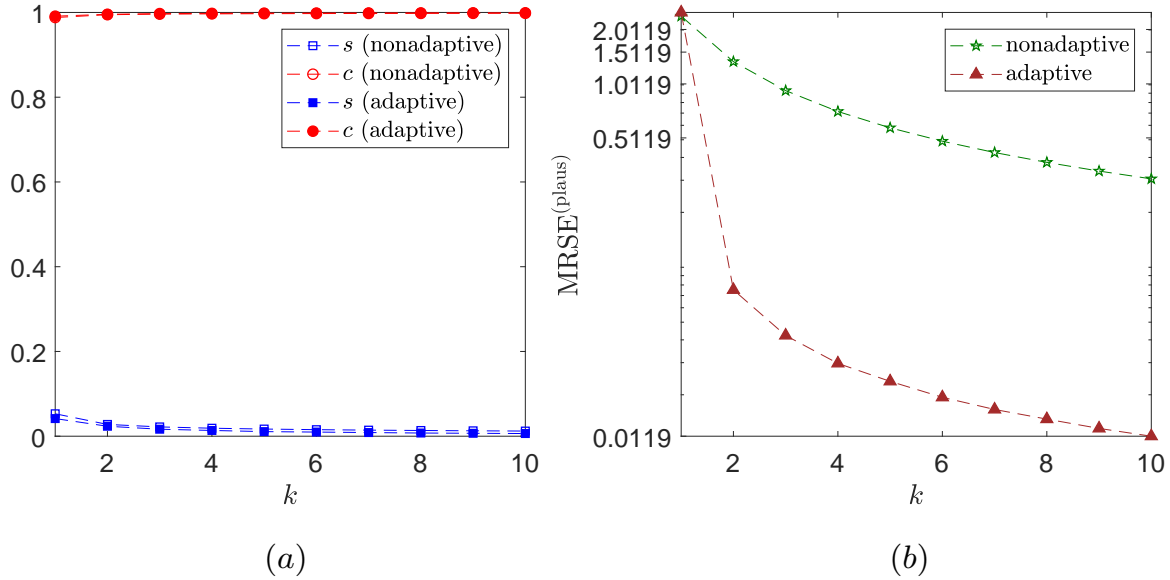 1
0.8
0.6
0.4
0.2
0
2 4 6 8 10
k
s (nonadaptive)
c (nonadaptive)
s (adaptive)
c (adaptive)
(a)
MRSE^(plaus)
2.0119
1.5119
1.0119
0.5119
0.0119
2 4 6 8 10
k
nonadaptive
adaptive
(b)